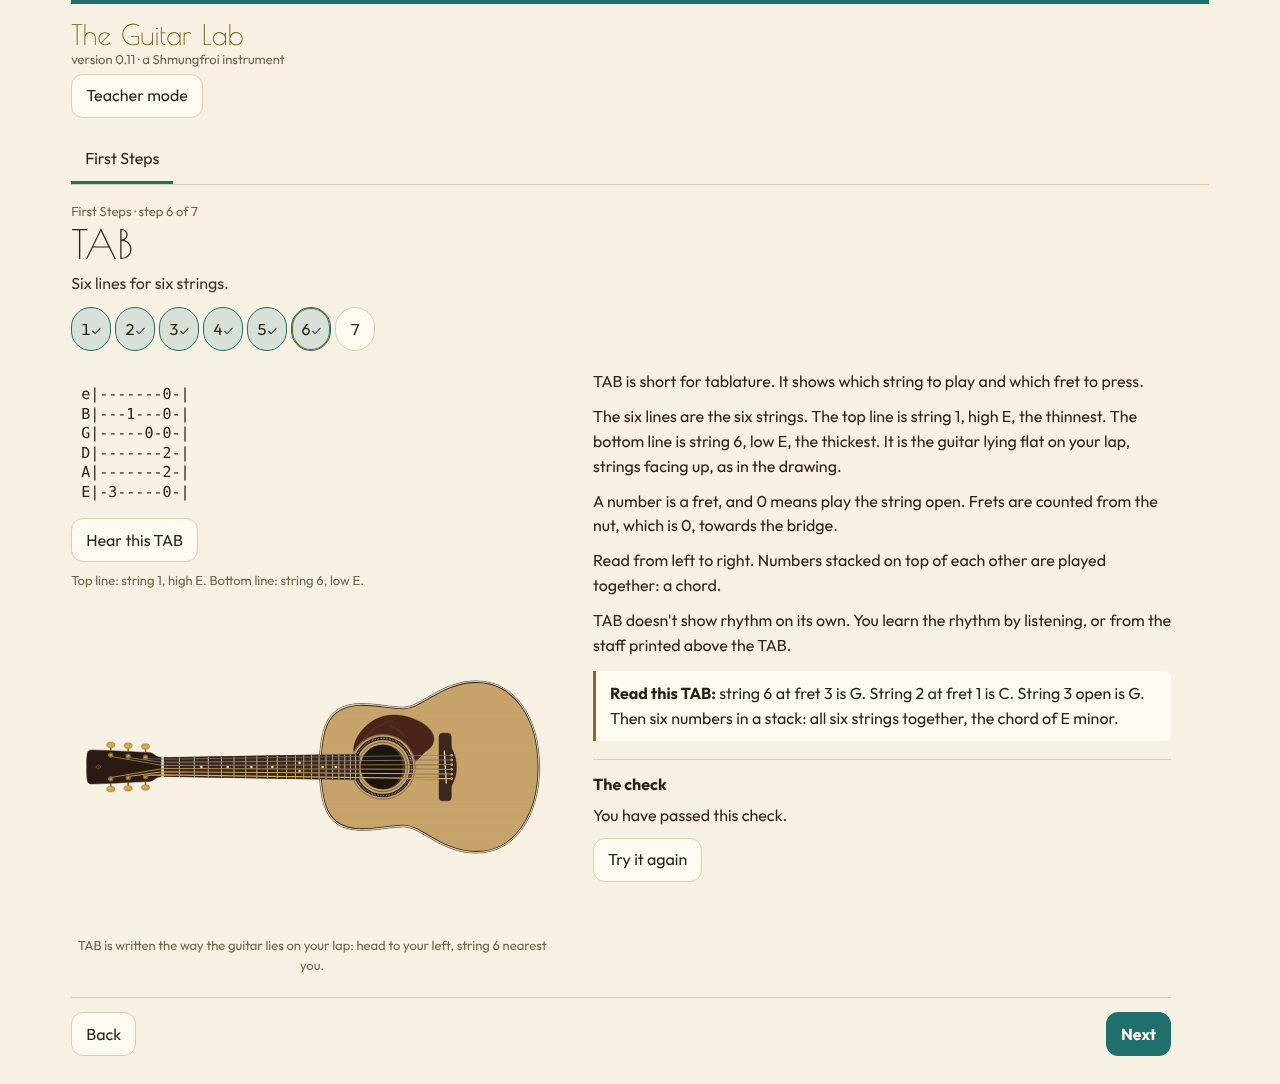 The Guitar Lab
version 0.11 · a Shmungfroi instrument
Teacher mode
First Steps
First Steps · step 6 of 7
TAB
Six lines for six strings.
1✓ 2✓ 3✓ 4✓ 5✓ 6✓ 7
e|-------0-|
B|---1---0-|
G|-----0-0-|
D|-------2-|
A|-------2-|
E|-3-----0-|
Hear this TAB
Top line: string 1, high E. Bottom line: string 6, low E.
TAB is written the way the guitar lies on your lap: head to your left, string 6 nearest
you.
TAB is short for tablature. It shows which string to play and which fret to press.
The six lines are the six strings. The top line is string 1, high E, the thinnest. The
bottom line is string 6, low E, the thickest. It is the guitar lying flat on your lap,
strings facing up, as in the drawing.
A number is a fret, and 0 means play the string open. Frets are counted from the
nut, which is 0, towards the bridge.
Read from left to right. Numbers stacked on top of each other are played
together: a chord.
TAB doesn't show rhythm on its own. You learn the rhythm by listening, or from the
staff printed above the TAB.
Read this TAB: string 6 at fret 3 is G. String 2 at fret 1 is C. String 3 open is G.
Then six numbers in a stack: all six strings together, the chord of E minor.
The check
You have passed this check.
Try it again
Back
Next